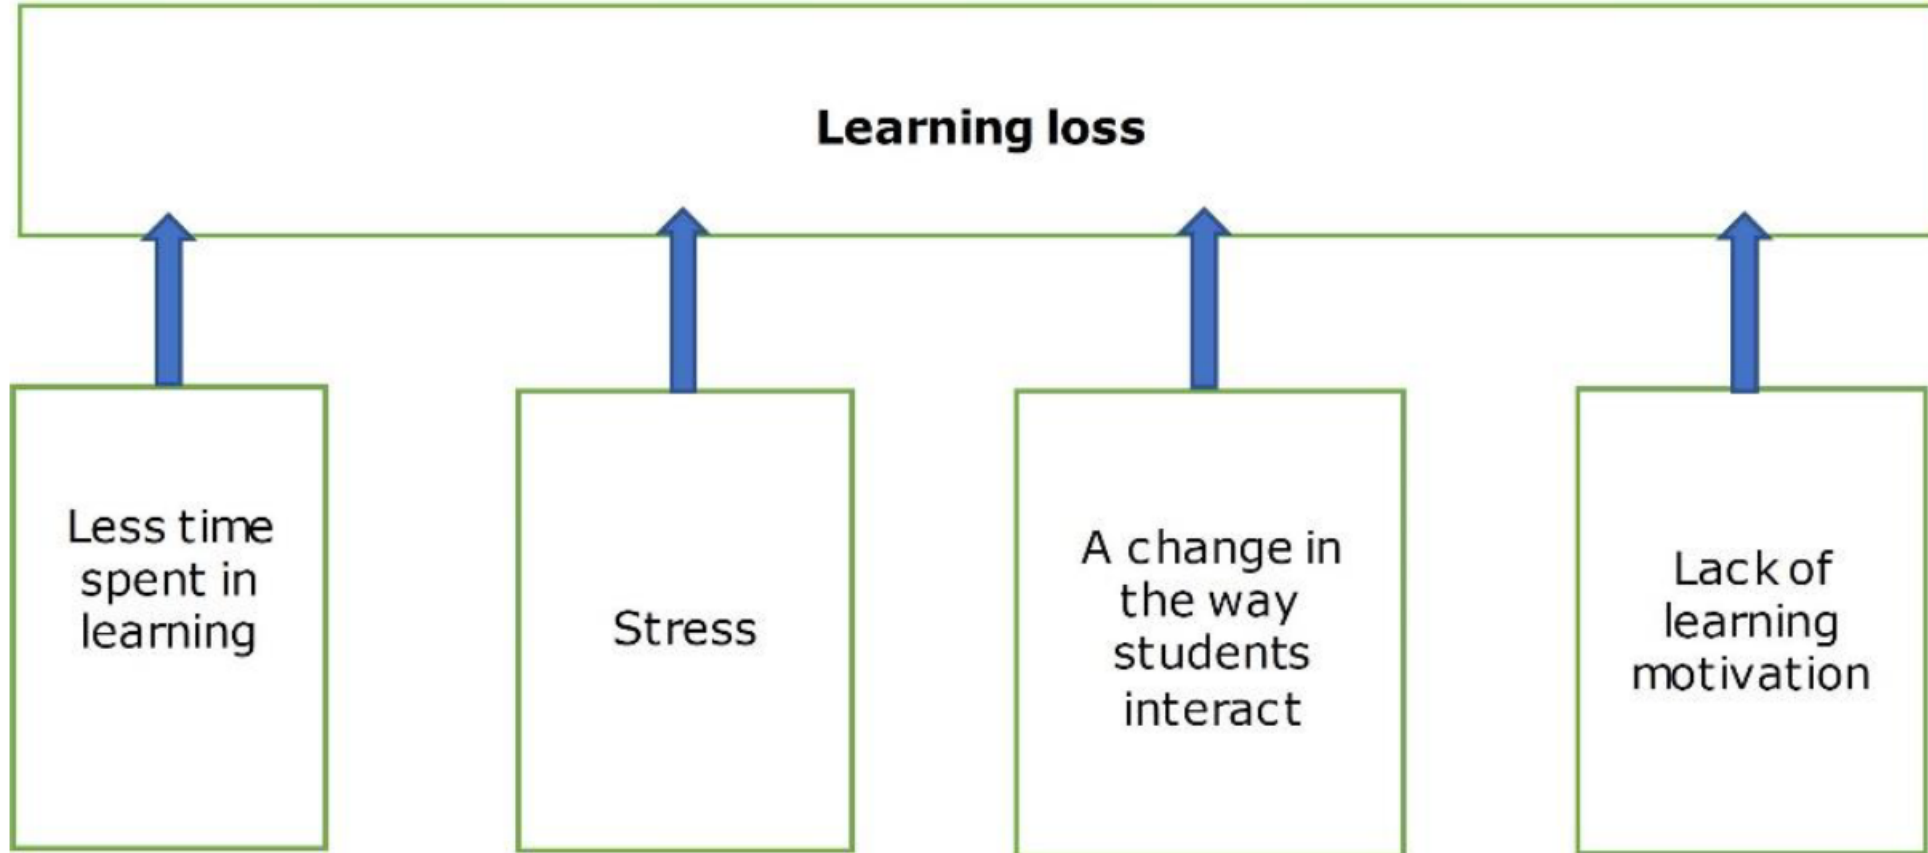 Learning loss
Less time
spent in
learning
Stress
A change in
the way
students
interact
Lack of
learning
motivation